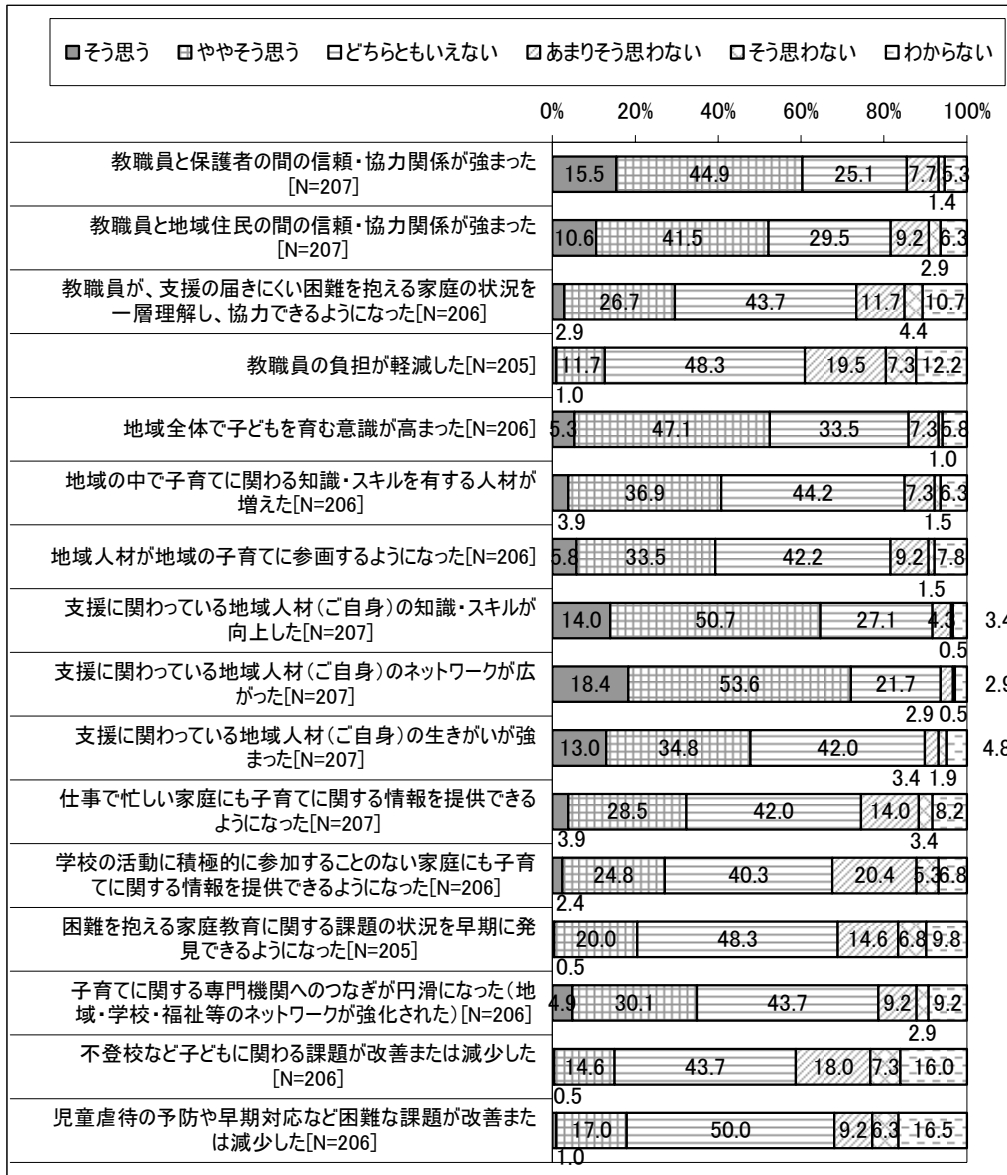 そう思う ややそう思う どちらともいえない あまりそう思わない そう思わない わからない
0% 20% 40% 60% 80% 100%
教職員と保護者の間の信頼・協力関係が強まった
[N=207]
15.5 44.9 25.1 7.7 5.3
1.4
教職員と地域住民の間の信頼・協力関係が強まった
[N=207]
10.6 41.5 29.5 9.2 6.3
2.9
教職員が、支援の届きにくい困難を抱える家庭の状況を
一層理解し、協力できるようになった[N=206]
26.7 43.7 11.7 10.7
2.9 4.4
教職員の負担が軽減した[N=205]
11.7 48.3 19.5 7.3 12.2
1.0
地域全体で子どもを育む意識が高まった[N=206]
5.3 47.1 33.5 7.3 5.8
1.0
地域の中で子育てに関わる知識・スキルを有する人材が
増えた[N=206]
36.9 44.2 7.3 6.3
3.9 1.5
地域人材が地域の子育てに参画するようになった[N=206]
5.8 33.5 42.2 9.2 7.8
1.5
支援に関わっている地域人材(ご自身)の知識・スキルが
向上した[N=207]
14.0 50.7 27.1 4.3 3.4
0.5
支援に関わっている地域人材(ご自身)のネットワークが広
がった[N=207]
18.4 53.6 21.7 2.9
2.9 0.5
支援に関わっている地域人材(ご自身)の生きがいが強
まった[N=207]
13.0 34.8 42.0 4.8
3.4 1.9
仕事で忙しい家庭にも子育てに関する情報を提供できる
ようになった[N=207]
28.5 42.0 14.0 8.2
3.9 3.4
学校の活動に積極的に参加することのない家庭にも子育
てに関する情報を提供できるようになった[N=206]
24.8 40.3 20.4 5.3 6.8
2.4
困難を抱える家庭教育に関する課題の状況を早期に発
見できるようになった[N=205]
20.0 48.3 14.6 6.8 9.8
0.5
子育てに関する専門機関へのつなぎが円滑になった(地
域・学校・福祉等のネットワークが強化された)[N=206]
4.9 30.1 43.7 9.2 9.2
2.9
不登校など子どもに関わる課題が改善または減少した
[N=206]
14.6 43.7 18.0 7.3 16.0
0.5
児童虐待の予防や早期対応など困難な課題が改善また
は減少した[N=206]
17.0 50.0 9.2 6.3 16.5
1.0